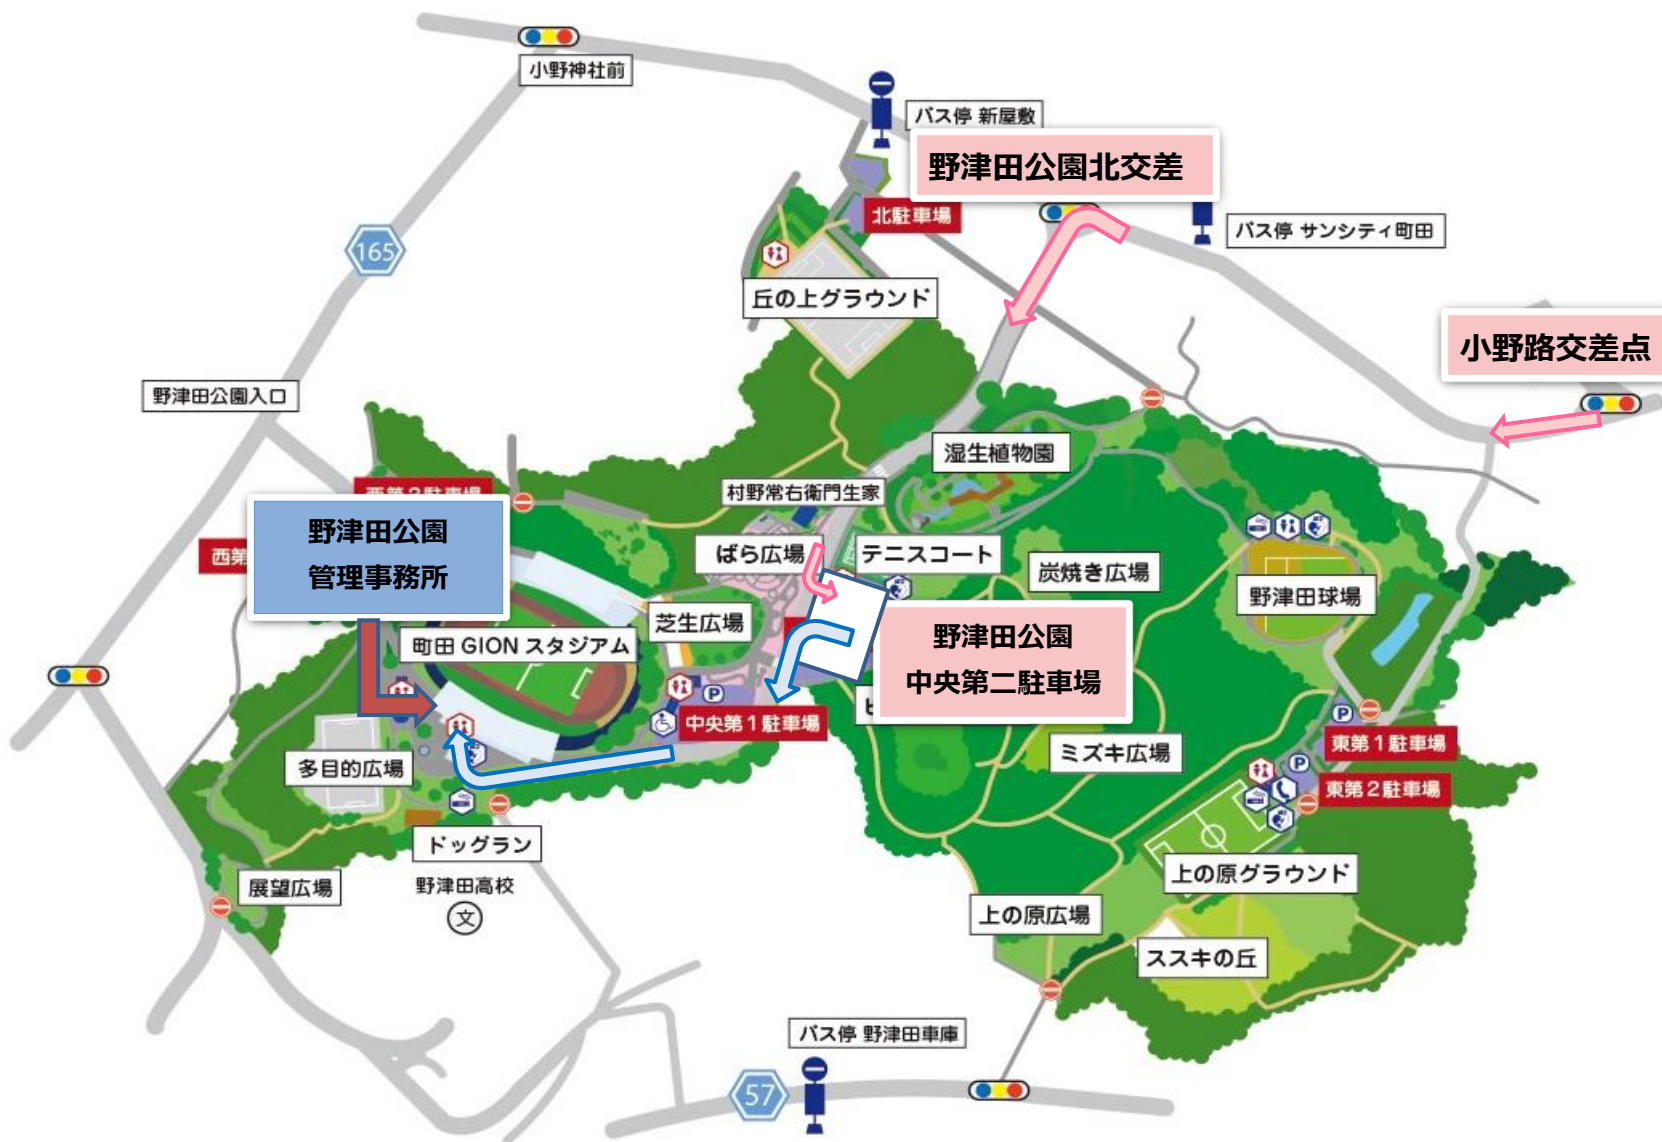 小野神社前
バス停 新屋敷
野津田公園北交差
北駐車場
バス停 サンシティ町田
165
丘の上グラウンド
小野路交差点
野津田公園入口
湿生植物園
村野常右衛門生家
西第2駐車場
野津田公園
管理事務所
西第
ばら広場
テニスコート
炭焼き広場
野津田球場
芝生広場
町田 GION スタジアム
野津田公園
中央第二駐車場
P
中央第1駐車場
P
東第1駐車場
ミズキ広場
多目的広場
P
東第2駐車場
ドッグラン
上の原グラウンド
展望広場
野津田高校
文
上の原広場
ススキの丘
バス停 野津田車庫
57